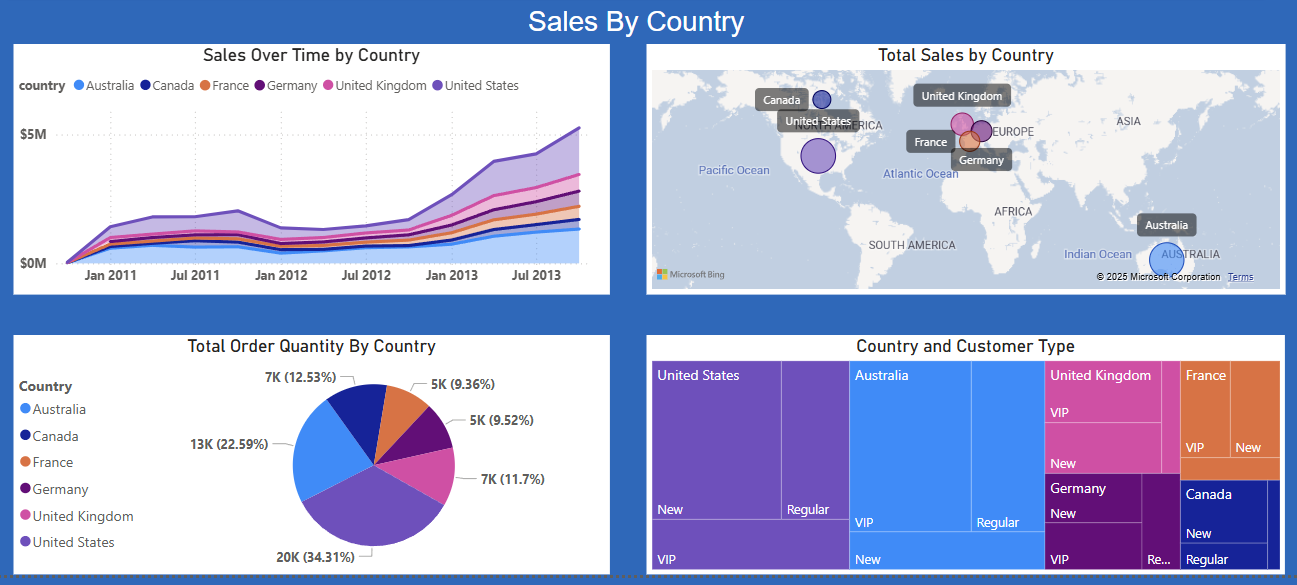 Sales By Country
Sales Over Time by Country
country Australia Canada France Germany United Kingdom United States
$5M
$0M
Jan 2011 Jul 2011 Jan 2012 Jul 2012 Jan 2013 Jul 2013
Total Sales by Country
Canada
United States
NORTH AMERICA
United Kingdom
EUROPE
France
Germany
ASIA
Pacific Ocean
Atlantic Ocean
AFRICA
SOUTH AMERICA
Australia
Indian Ocean
AUSTRALIA
Microsoft Bing
© 2025 Microsoft Corporation Terms
Total Order Quantity By Country
Country
Australia
Canada
France
Germany
United Kingdom
United States
7K (12.53%)
5K (9.36%)
5K (9.52%)
13K (22.59%)
7K (11.7%)
20K (34.31%)
Country and Customer Type
United States
New
Regular
VIP
Australia
VIP
Regular
New
United Kingdom
VIP
New
Germany
New
VIP
Re...
France
VIP
New
Canada
New
Regular